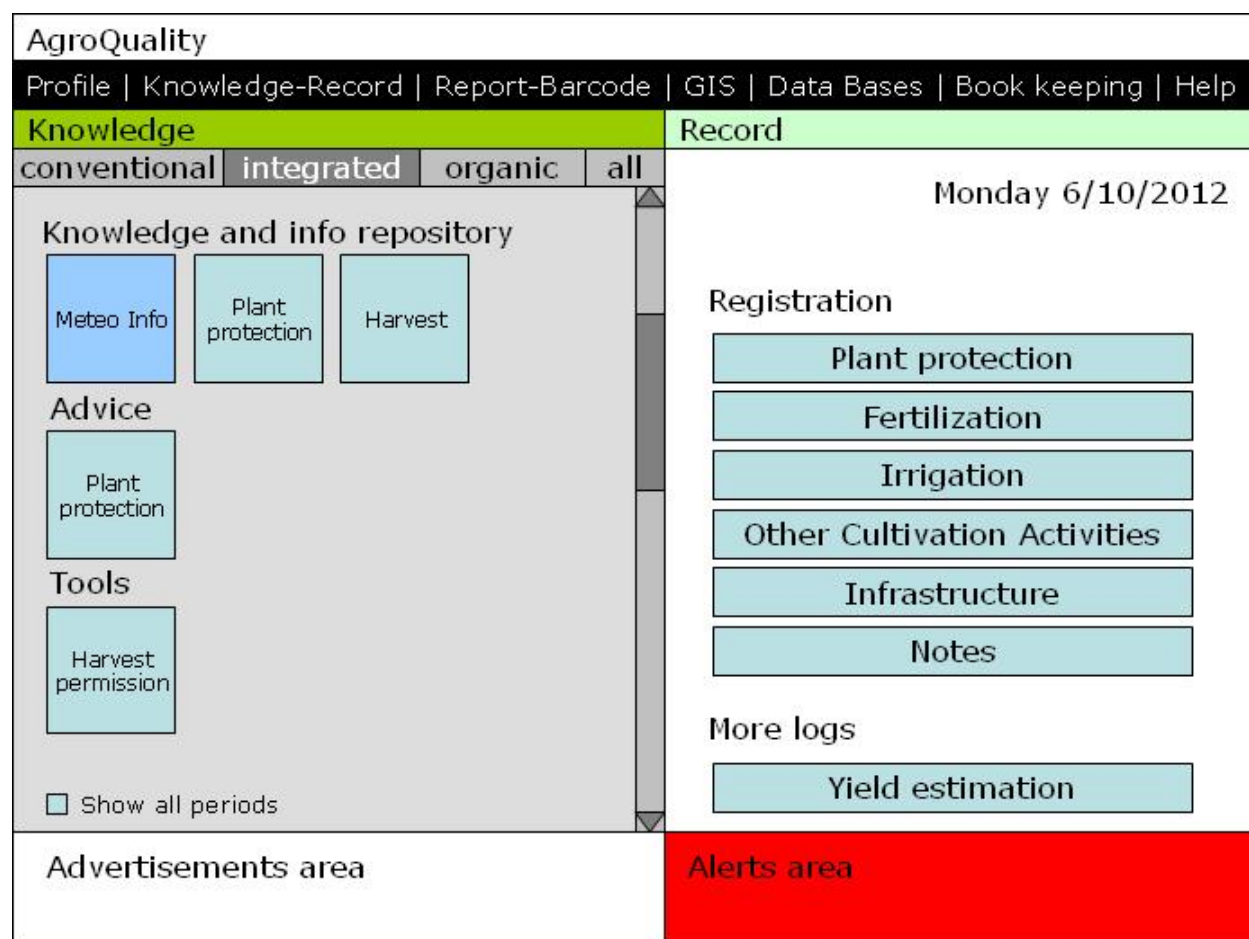 AgroQuality
Profile | Knowledge-Record | Report-Barcode | GIS | Data Bases | Book keeping | Help
Knowledge
conventional integrated organic all
Knowledge and info repository
Meteo Info
Plant
protection
Harvest
Advice
Plant
protection
Tools
Harvest
permission
Show all periods
Record
Monday 6/10/2012
Registration
Plant protection
Fertilization
Irrigation
Other Cultivation Activities
Infrastructure
Notes
More logs
Yield estimation
Advertisements area
Alerts area